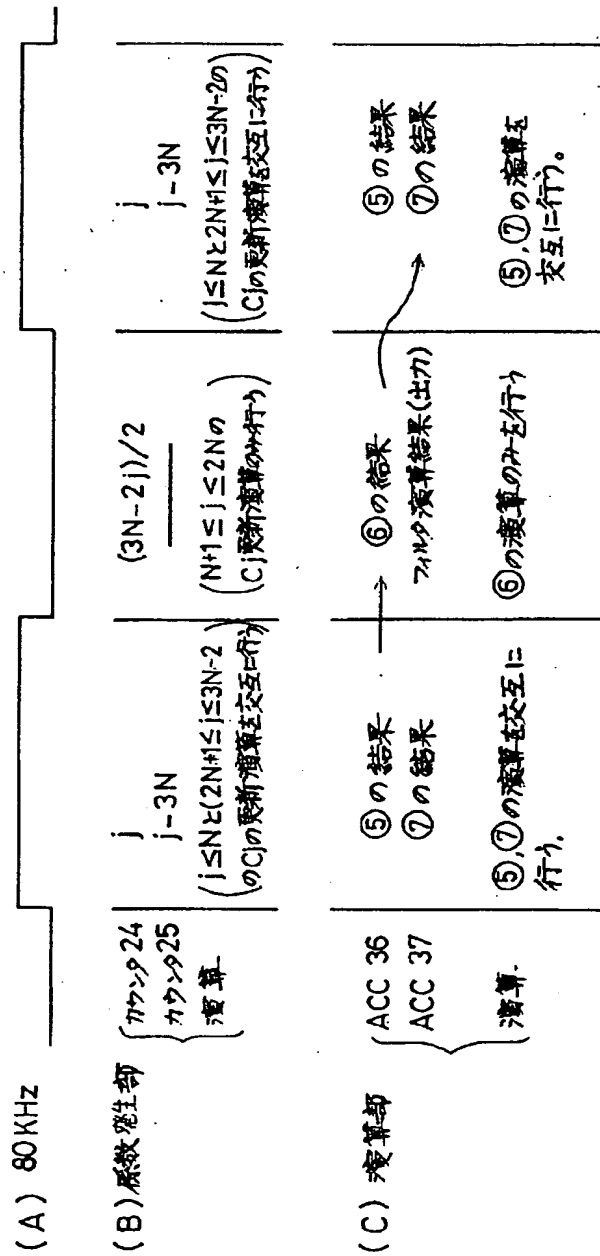 (A) 80KHz
(B)係数発生部
カウンタ24
カウンタ25
演算
j
j-3N
(j≤Nと(2N+1≤j≤3N-2)
のCjの更新演算を交互に行う)
(3N-2j)/2
(N+1≤j≤2Nの
Cj更新演算のみ行う)
j
j-3N
(j≤Nと2N+1≤j≤3N-2の
Cjの更新演算を交互に行う)
(C) 演算部
ACC 36
ACC 37
演算.
⑤の結果
⑦の結果
⑤,⑦の演算を交互に
行う.
→ ⑥の結果
フィルタ演算結果(出力)
⑥の演算のみを行う
⑤の結果
⑦の結果
⑤,⑦の演算を
交互に行う。